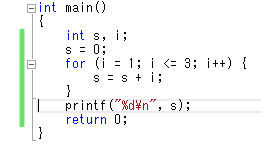 int main()
{
    int s, i;
    s = 0;
    for (i = 1; i <= 3; i++) {
        s = s + i;
    }
    printf("%d¥n", s);
    return 0;
}